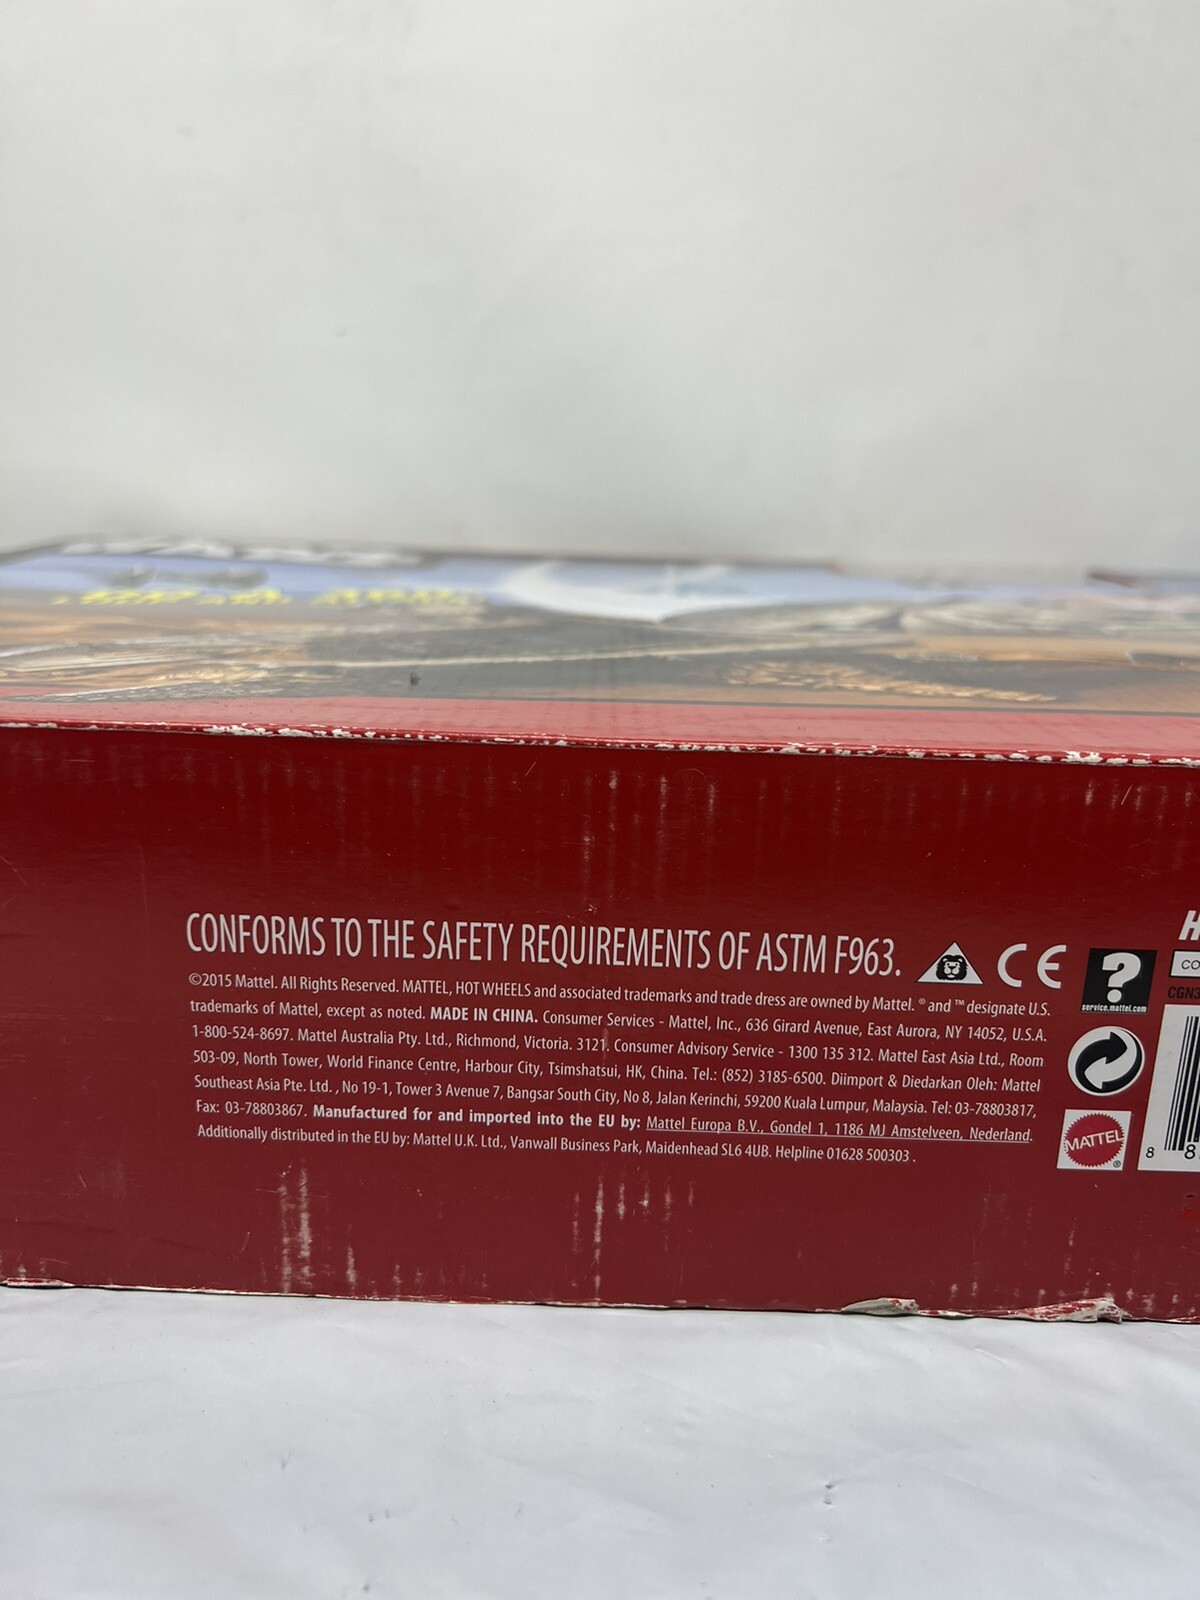 CONFORMS TO THE SAFETY REQUIREMENTS OF ASTM F963.
CE
©2015 Mattel. All Rights Reserved. MATTEL, HOT WHEELS and associated trademarks and trade dress are owned by Mattel. ® and ™ designate U.S.
trademarks of Mattel, except as noted. MADE IN CHINA. Consumer Services - Mattel, Inc., 636 Girard Avenue, East Aurora, NY 14052, U.S.A.
1-800-524-8697. Mattel Australia Pty. Ltd., Richmond, Victoria. 3121. Consumer Advisory Service - 1300 135 312. Mattel East Asia Ltd., Room
503-09, North Tower, World Finance Centre, Harbour City, Tsimshatsui, HK, China. Tel.: (852) 3185-6500. Diimport & Diedarkan Oleh: Mattel
Southeast Asia Pte. Ltd. , No 19-1, Tower 3 Avenue 7, Bangsar South City, No 8, Jalan Kerinchi, 59200 Kuala Lumpur, Malaysia. Tel: 03-78803817,
Fax: 03-78803867. Manufactured for and imported into the EU by: Mattel Europa B.V., Gondel 1, 1186 MJ Amstelveen, Nederland.
Additionally distributed in the EU by: Mattel U.K. Ltd., Vanwall Business Park, Maidenhead SL6 4UB. Helpline 01628 500303 .
?
service.mattel.com
MATTEL®
H
CO
CGN3
8 8